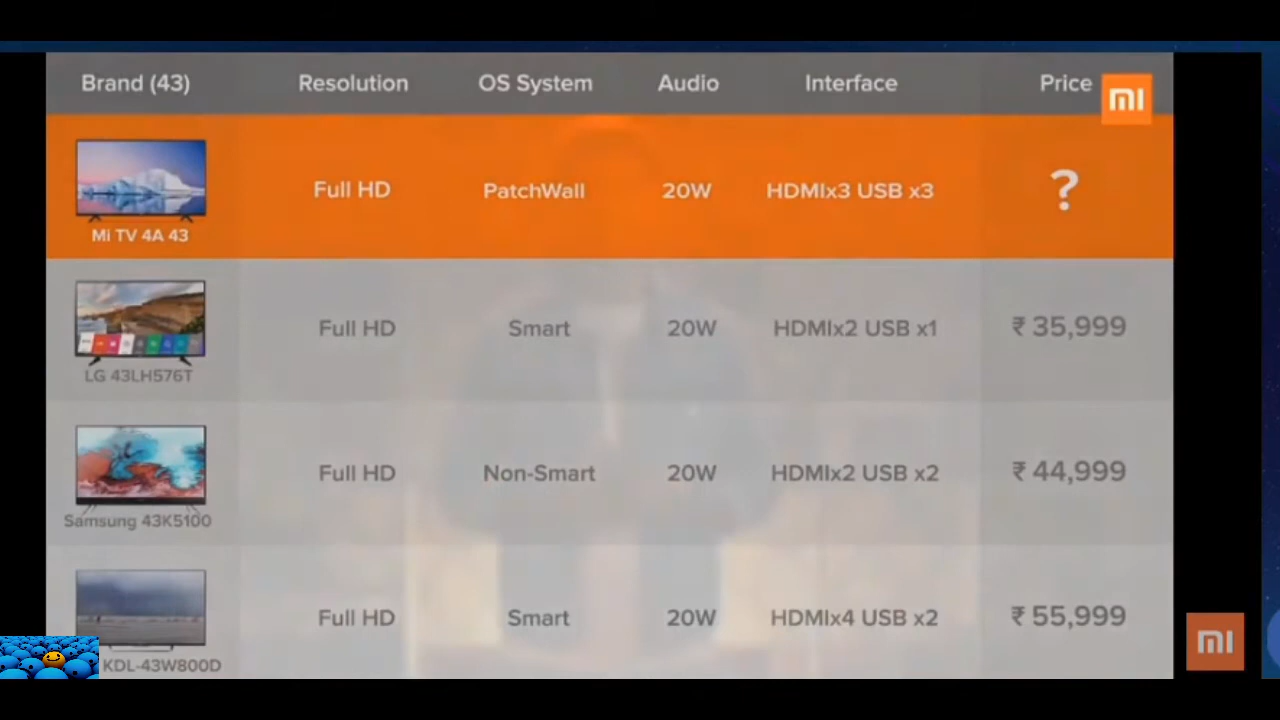 Brand (43) Resolution OS System Audio Interface Price
mi
Full HD PatchWall 20W HDMIx3 USB x3 ?
Mi TV 4A 43
Full HD Smart 20W HDMIx2 USB x1 ₹ 35,999
LG 43LH576T
Full HD Non-Smart 20W HDMIx2 USB x2 ₹ 44,999
Samsung 43K5100
Full HD Smart 20W HDMIx4 USB x2 ₹ 55,999
KDL-43W800D
mi